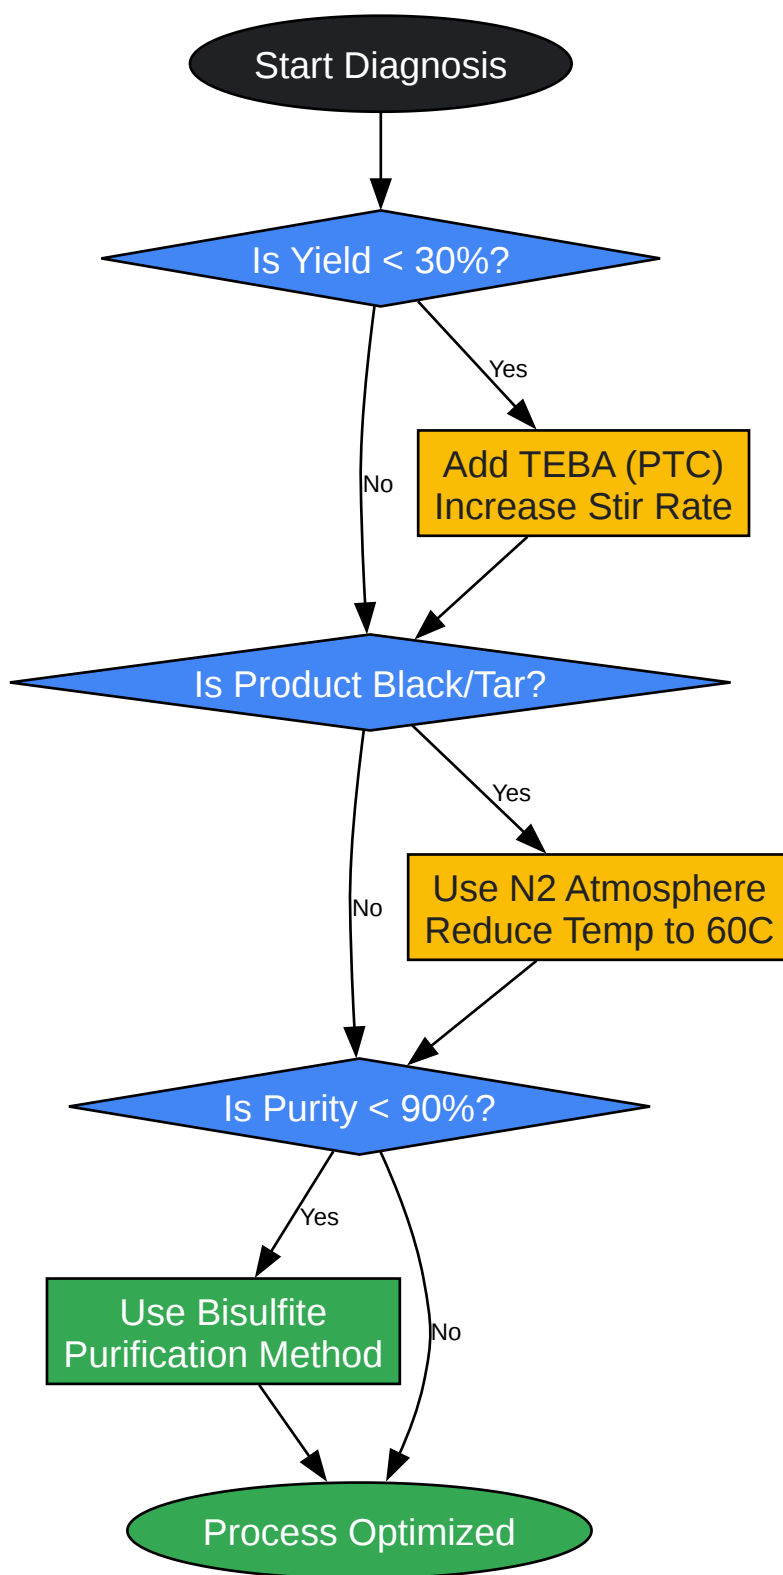 Start Diagnosis
Is Yield < 30%?
Yes
Add TEBA (PTC)
Increase Stir Rate
No
Is Product Black/Tar?
Yes
Use N2 Atmosphere
Reduce Temp to 60C
No
Is Purity < 90%?
Yes
Use Bisulfite
Purification Method
No
Process Optimized